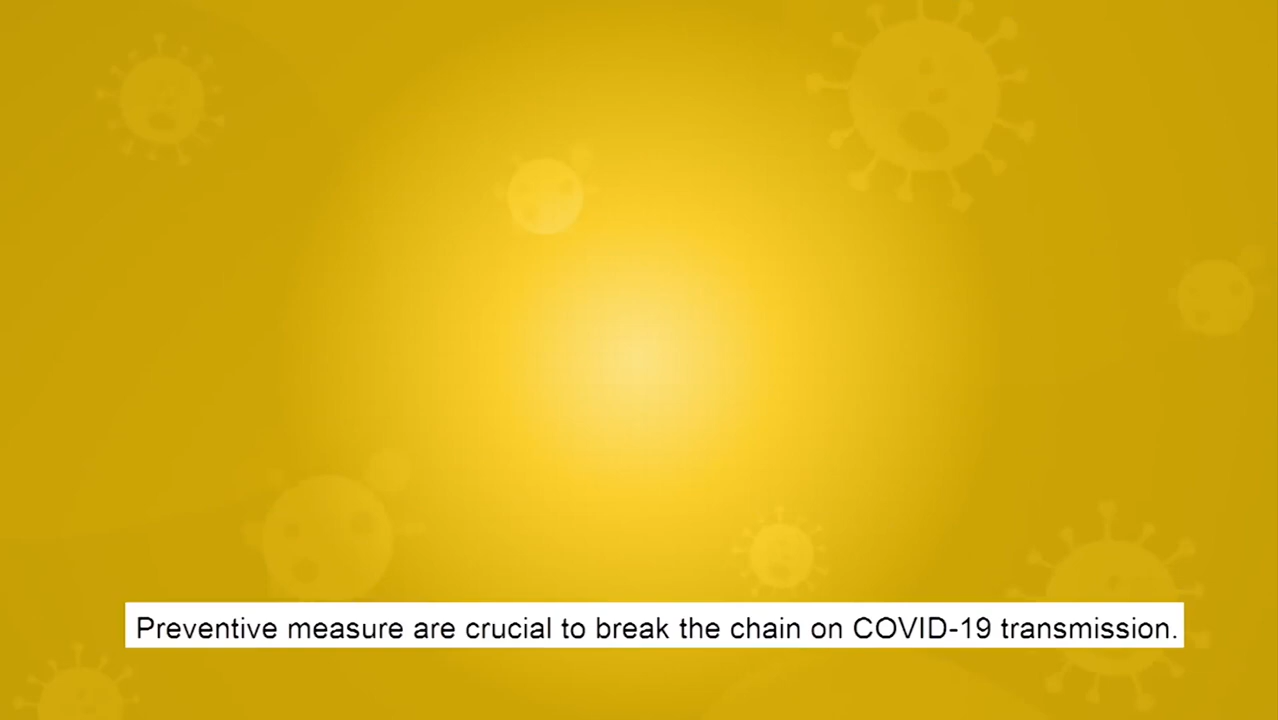 Preventive measure are crucial to break the chain on COVID-19 transmission.